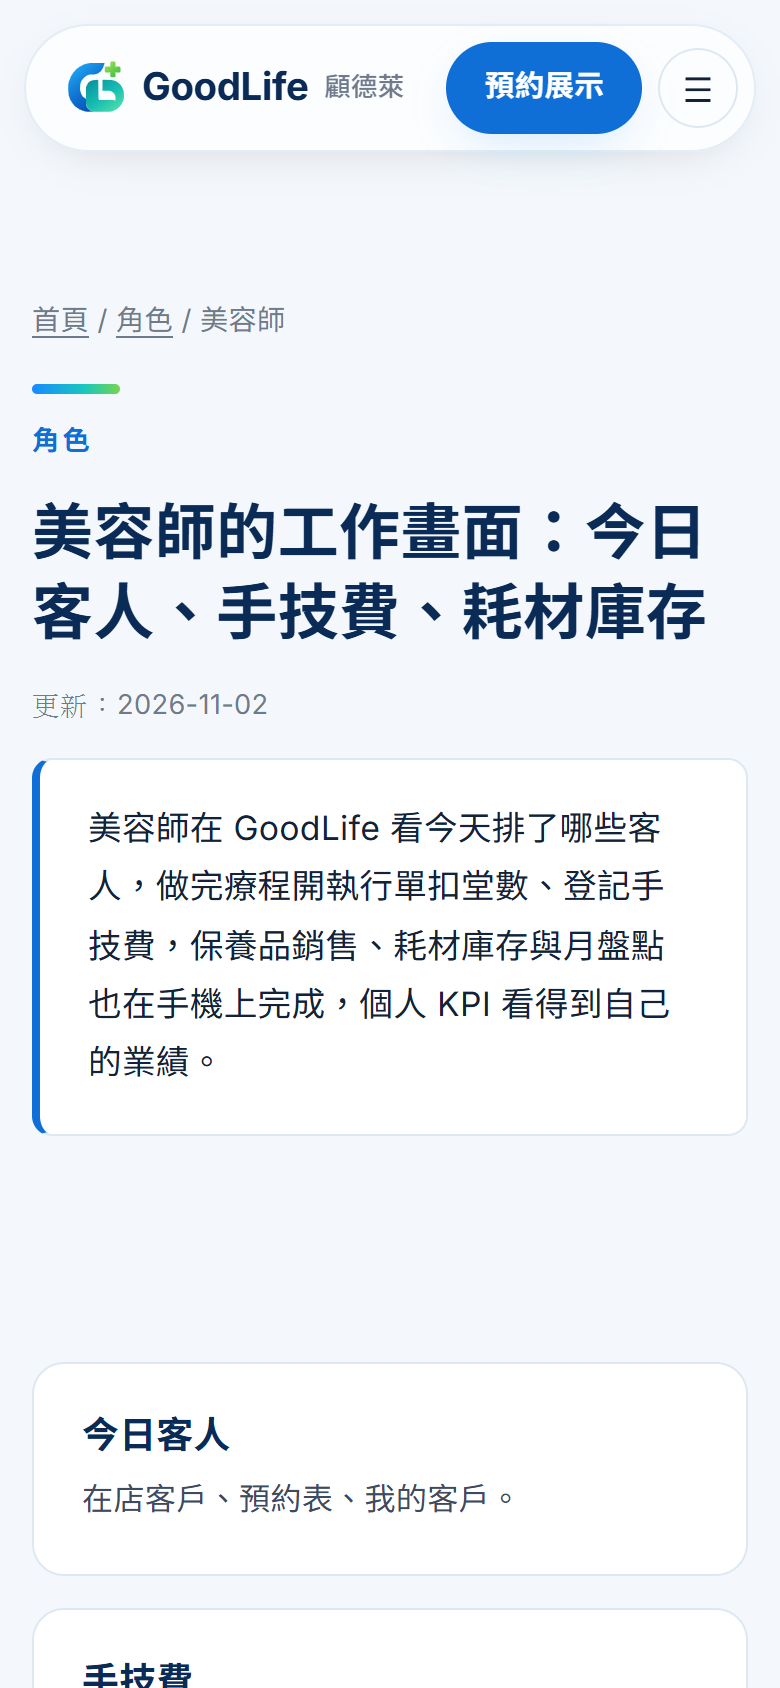 GoodLife 顧德萊 預約展示
首頁 / 角色 / 美容師
角色
美容師的工作畫面：今日
客人、手技費、耗材庫存
更新：2026-11-02
美容師在 GoodLife 看今天排了哪些客
人，做完療程開執行單扣堂數、登記手
技費，保養品銷售、耗材庫存與月盤點
也在手機上完成，個人 KPI 看得到自己
的業績。
今日客人
在店客戶、預約表、我的客戶。
手技費